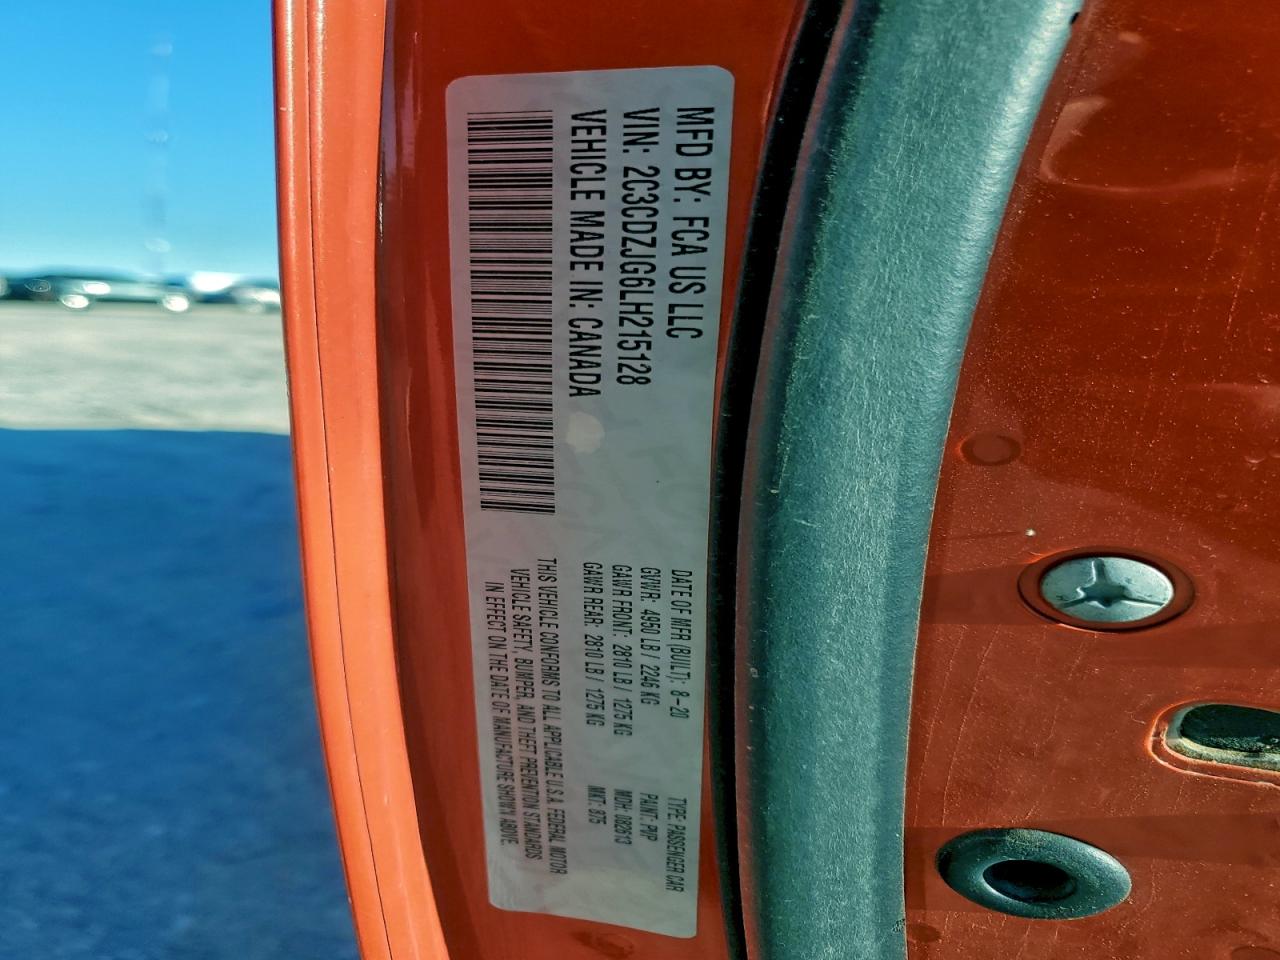 MFD BY: FCA US LLC
VIN: 2C3CDZJG6LH215128
VEHICLE MADE IN: CANADA
DATE OF MFR (BUILT): 8-20 TYPE: PASSENGER CAR
GVWR: 4950 LB / 2246 KG PAINT: PVP
GAWR FRONT: 2810 LB / 1275 KG MDH: 082613
GAWR REAR: 2810 LB / 1275 KG MKT: 875
THIS VEHICLE CONFORMS TO ALL APPLICABLE U.S.A. FEDERAL MOTOR
VEHICLE SAFETY, BUMPER, AND THEFT PREVENTION STANDARDS
IN EFFECT ON THE DATE OF MANUFACTURE SHOWN ABOVE.